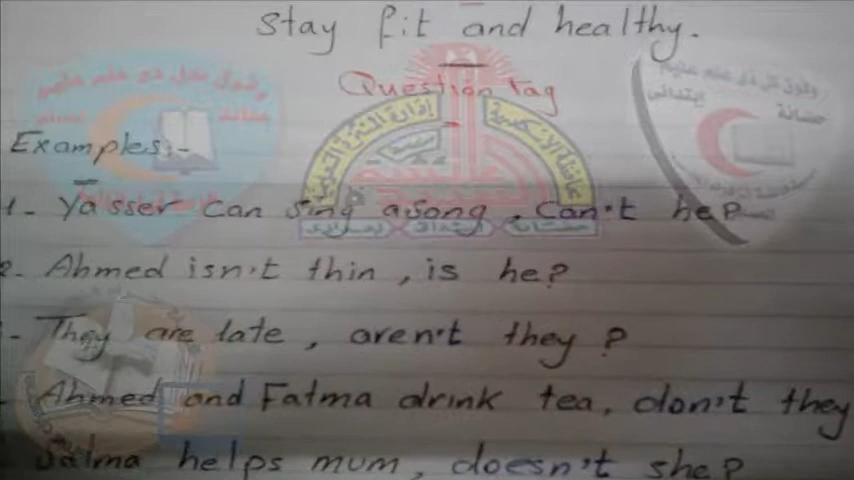 Stay fit and healthy.
Question tag
Examples:-
1- Yasser can sing a song, can't he?
2- Ahmed isn't thin, is he?
- They are late, aren't they?
- Ahmed and Fatma drink tea, don't they
Salma helps mum, doesn't she?